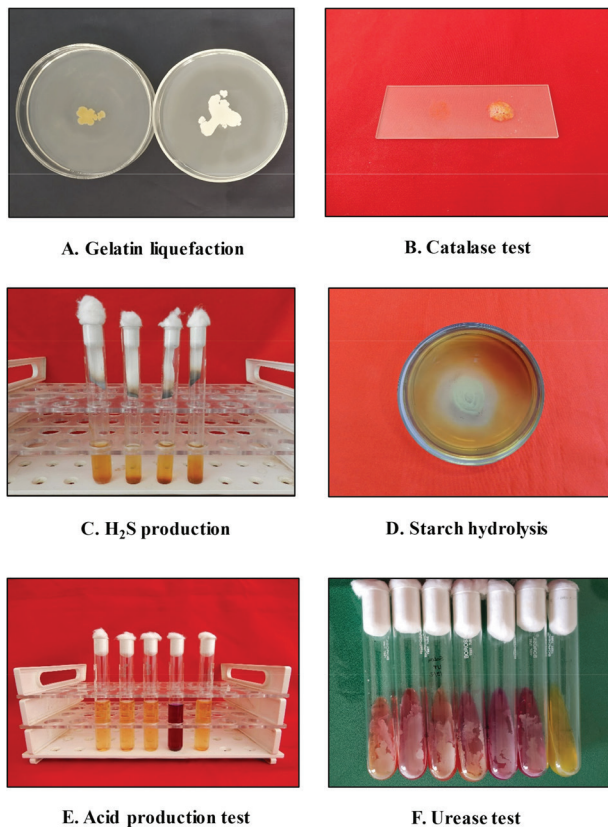 A. Gelatin liquefaction
B. Catalase test
C. H₂S production
D. Starch hydrolysis
E. Acid production test
F. Urease test